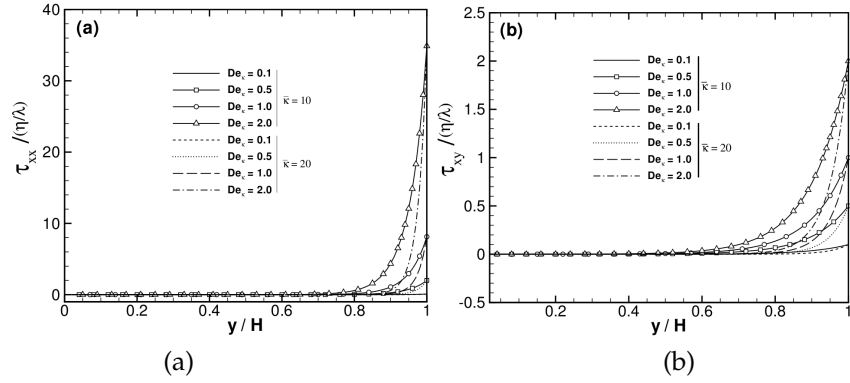 (a)
τxx /(η/λ)
40
30
20
10
0
Deκ = 0.1
Deκ = 0.5
Deκ = 1.0
Deκ = 2.0
κ̄ = 10
Deκ = 0.1
Deκ = 0.5
Deκ = 1.0
Deκ = 2.0
κ̄ = 20
0 0.2 0.4 0.6 0.8 1
y / H
(a)
(b)
τxy /(η/λ)
2.5
2
1.5
1
0.5
0
-0.5
Deκ = 0.1
Deκ = 0.5
Deκ = 1.0
Deκ = 2.0
κ̄ = 10
Deκ = 0.1
Deκ = 0.5
Deκ = 1.0
Deκ = 2.0
κ̄ = 20
0.2 0.4 0.6 0.8 1
y / H
(b)